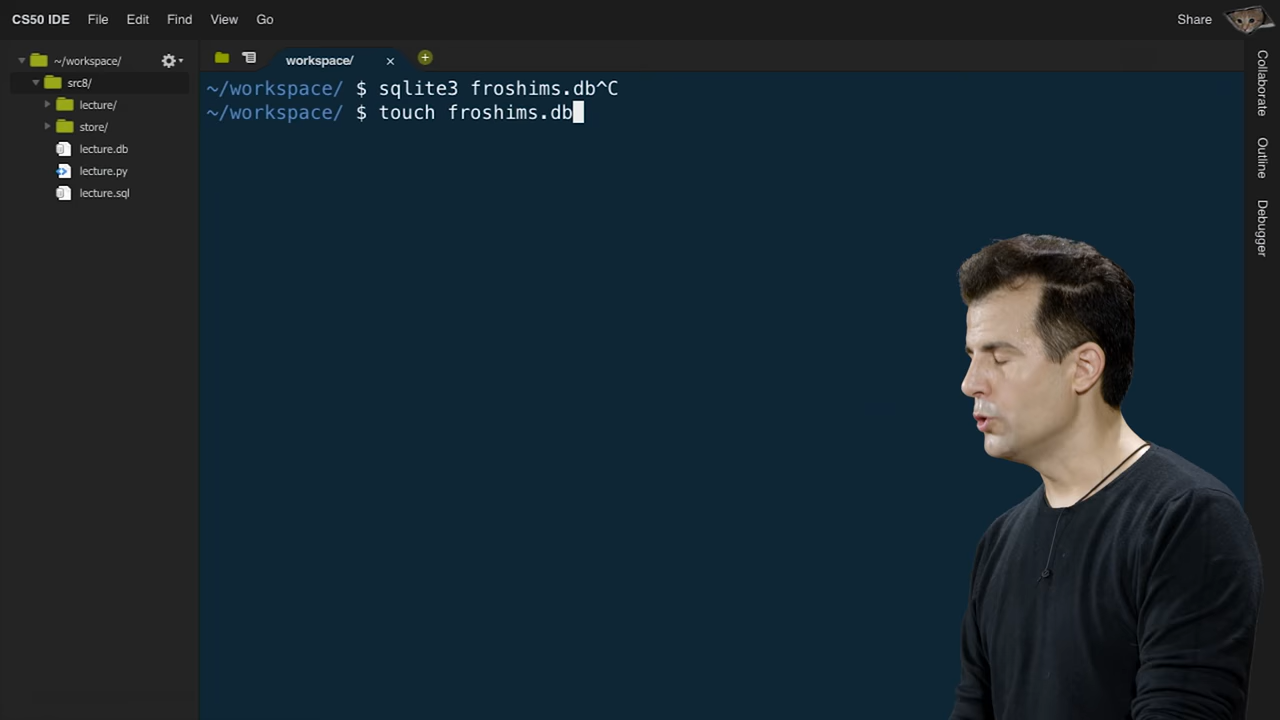 CS50 IDE File Edit Find View Go Share
~/workspace/
src8/
lecture/
store/
lecture.db
lecture.py
lecture.sql
workspace/
~/workspace/ $ sqlite3 froshims.db^C
~/workspace/ $ touch froshims.db
Collaborate
Outline
Debugger